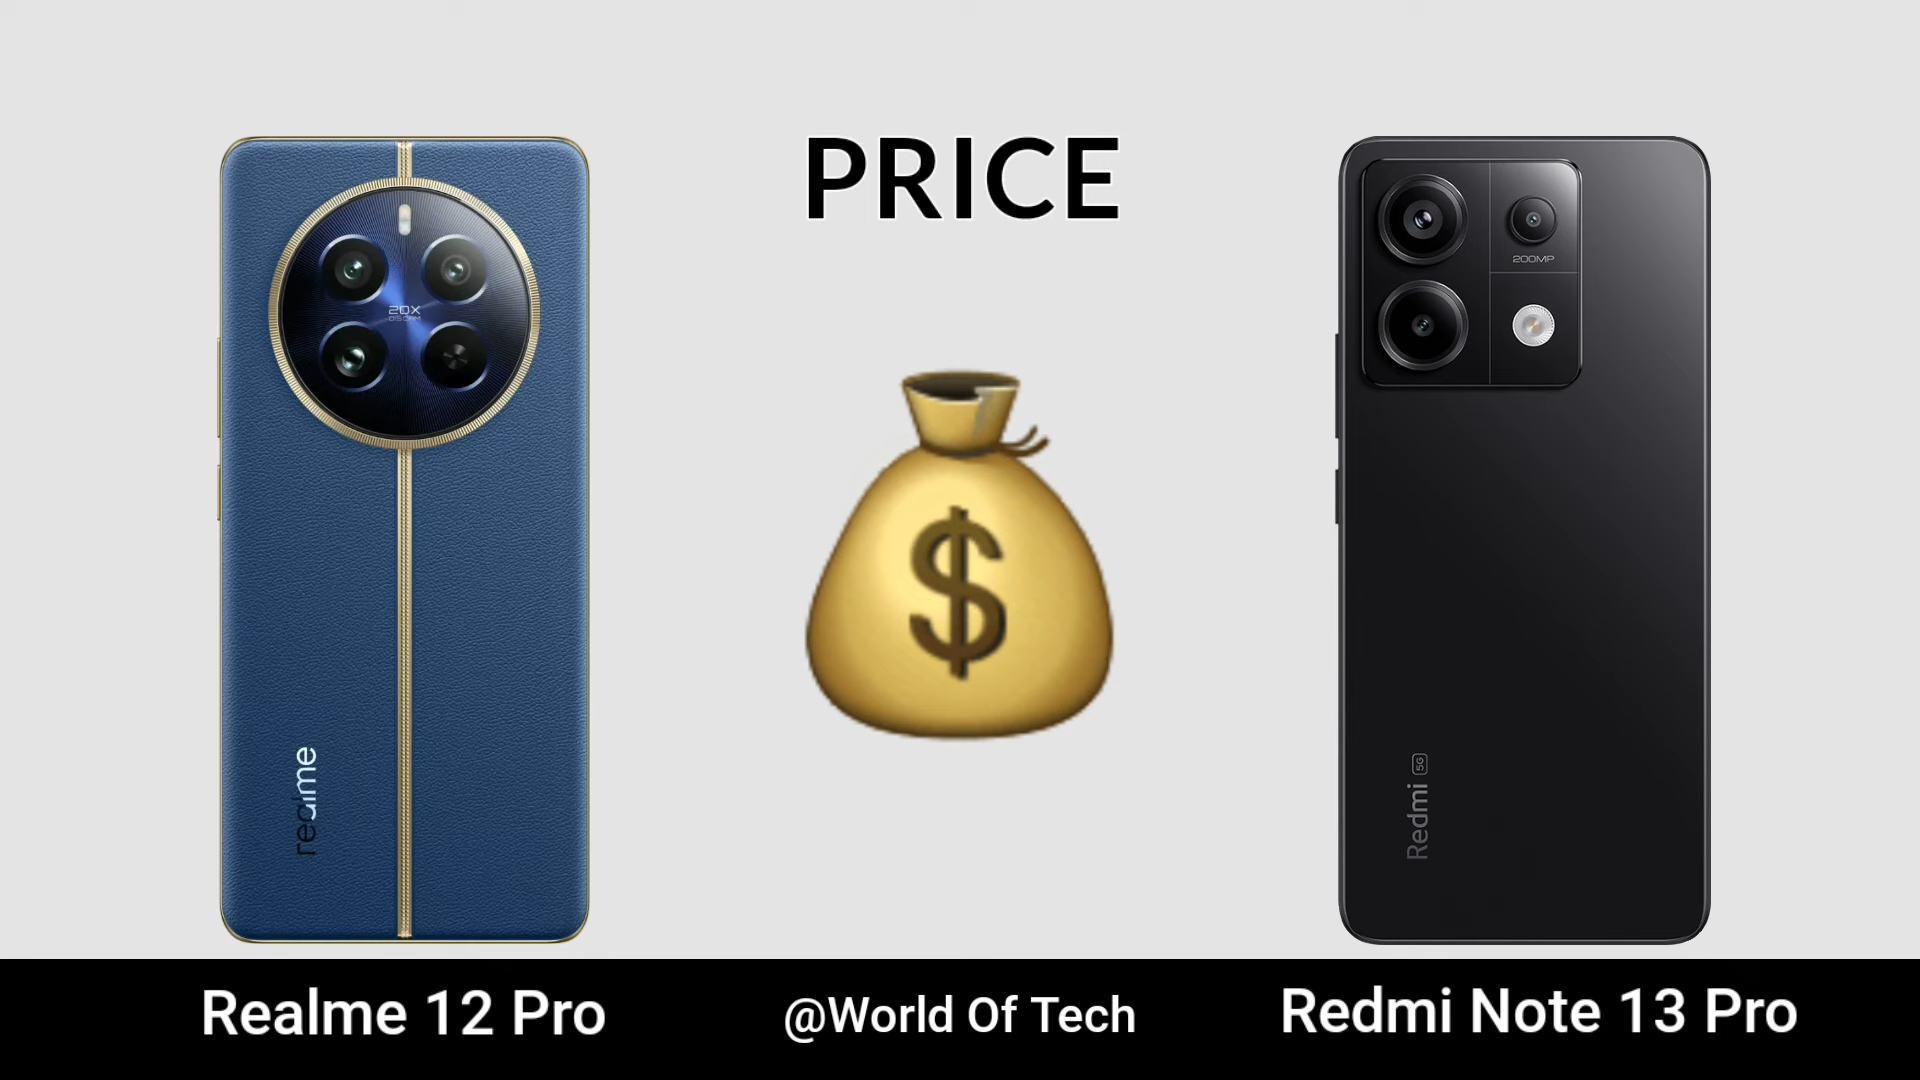 PRICE
20X
200MP
$
realme
Redmi 5G
Realme 12 Pro
@World Of Tech
Redmi Note 13 Pro